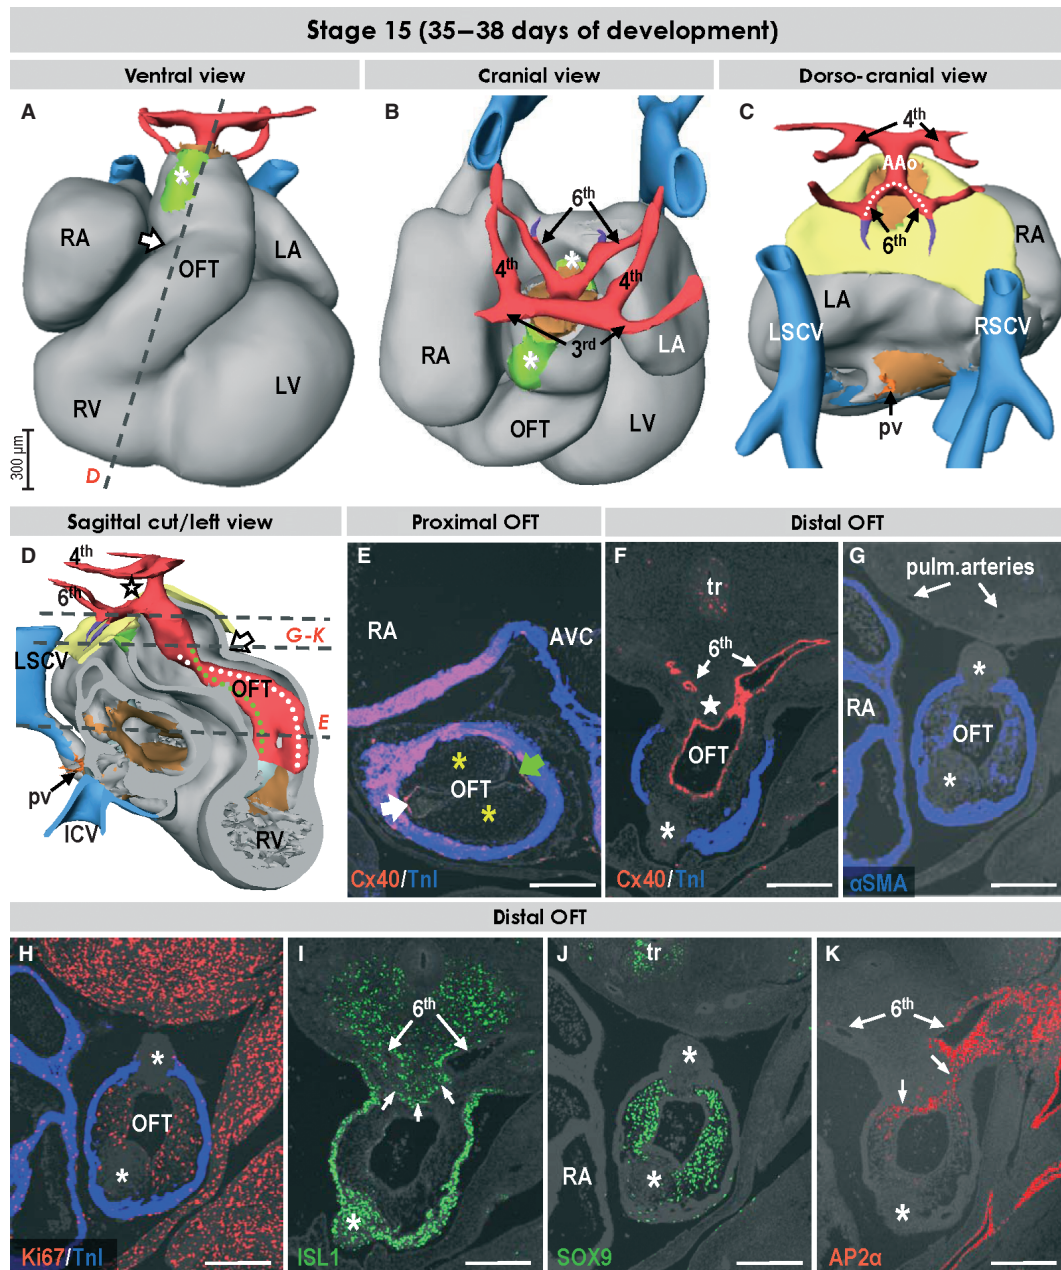 Stage 15 (35–38 days of development)
Ventral view
Cranial view
Dorso-cranial view
A
RA
OFT
LA
RV
LV
300 µm
D
*
B
6th
4th
4th
3rd
RA
LA
OFT
LV
*
*
C
4th
AAo
6th
RA
LA
LSCV
RSCV
pv
Sagittal cut/left view
Proximal OFT
Distal OFT
D
4th
6th
G-K
LSCV
OFT
E
pv
ICV
RV
E
RA
AVC
*
OFT
*
Cx40/TnI
F
tr
6th
OFT
*
Cx40/TnI
G
pulm.arteries
*
RA
OFT
*
αSMA
Distal OFT
H
*
OFT
*
Ki67/TnI
I
6th
*
ISL1
J
tr
*
RA
*
SOX9
K
6th
*
AP2α